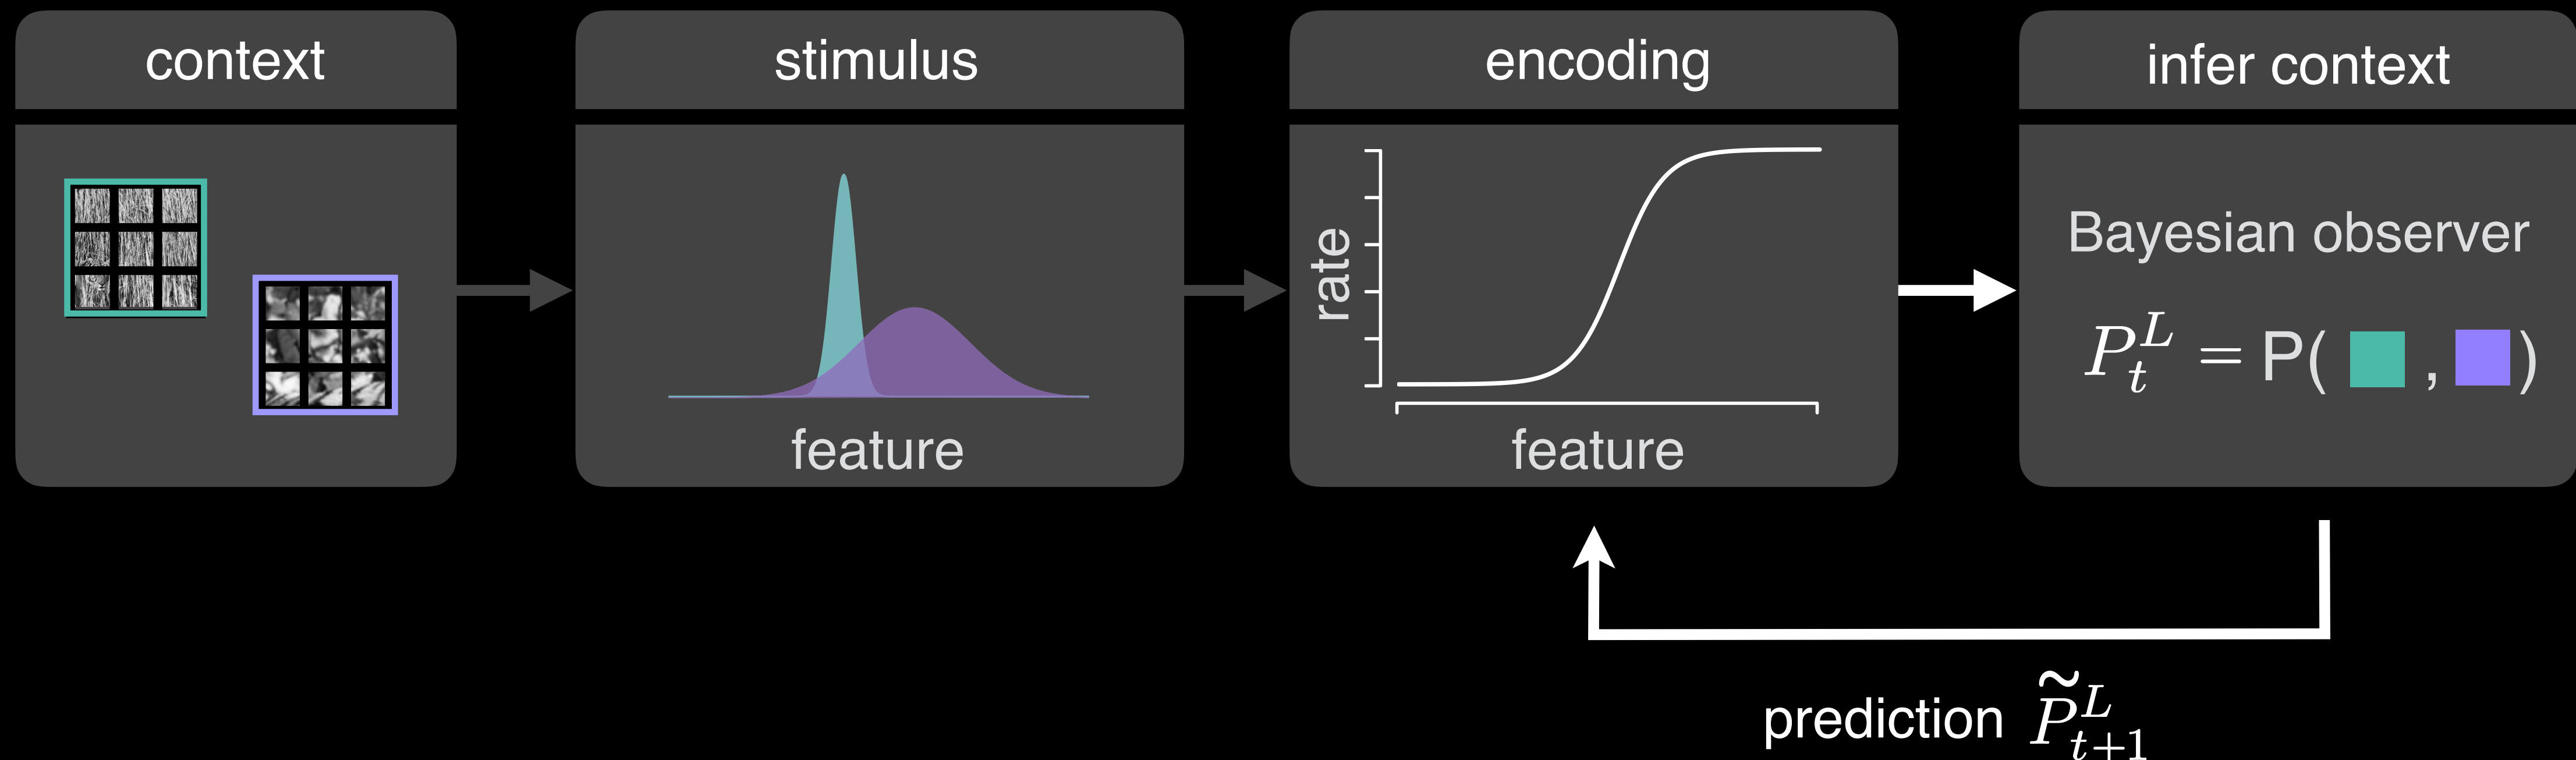 context
stimulus
feature
encoding
rate
feature
infer context
Bayesian observer
P_t^L = P( , )
prediction P̃_{t+1}^L